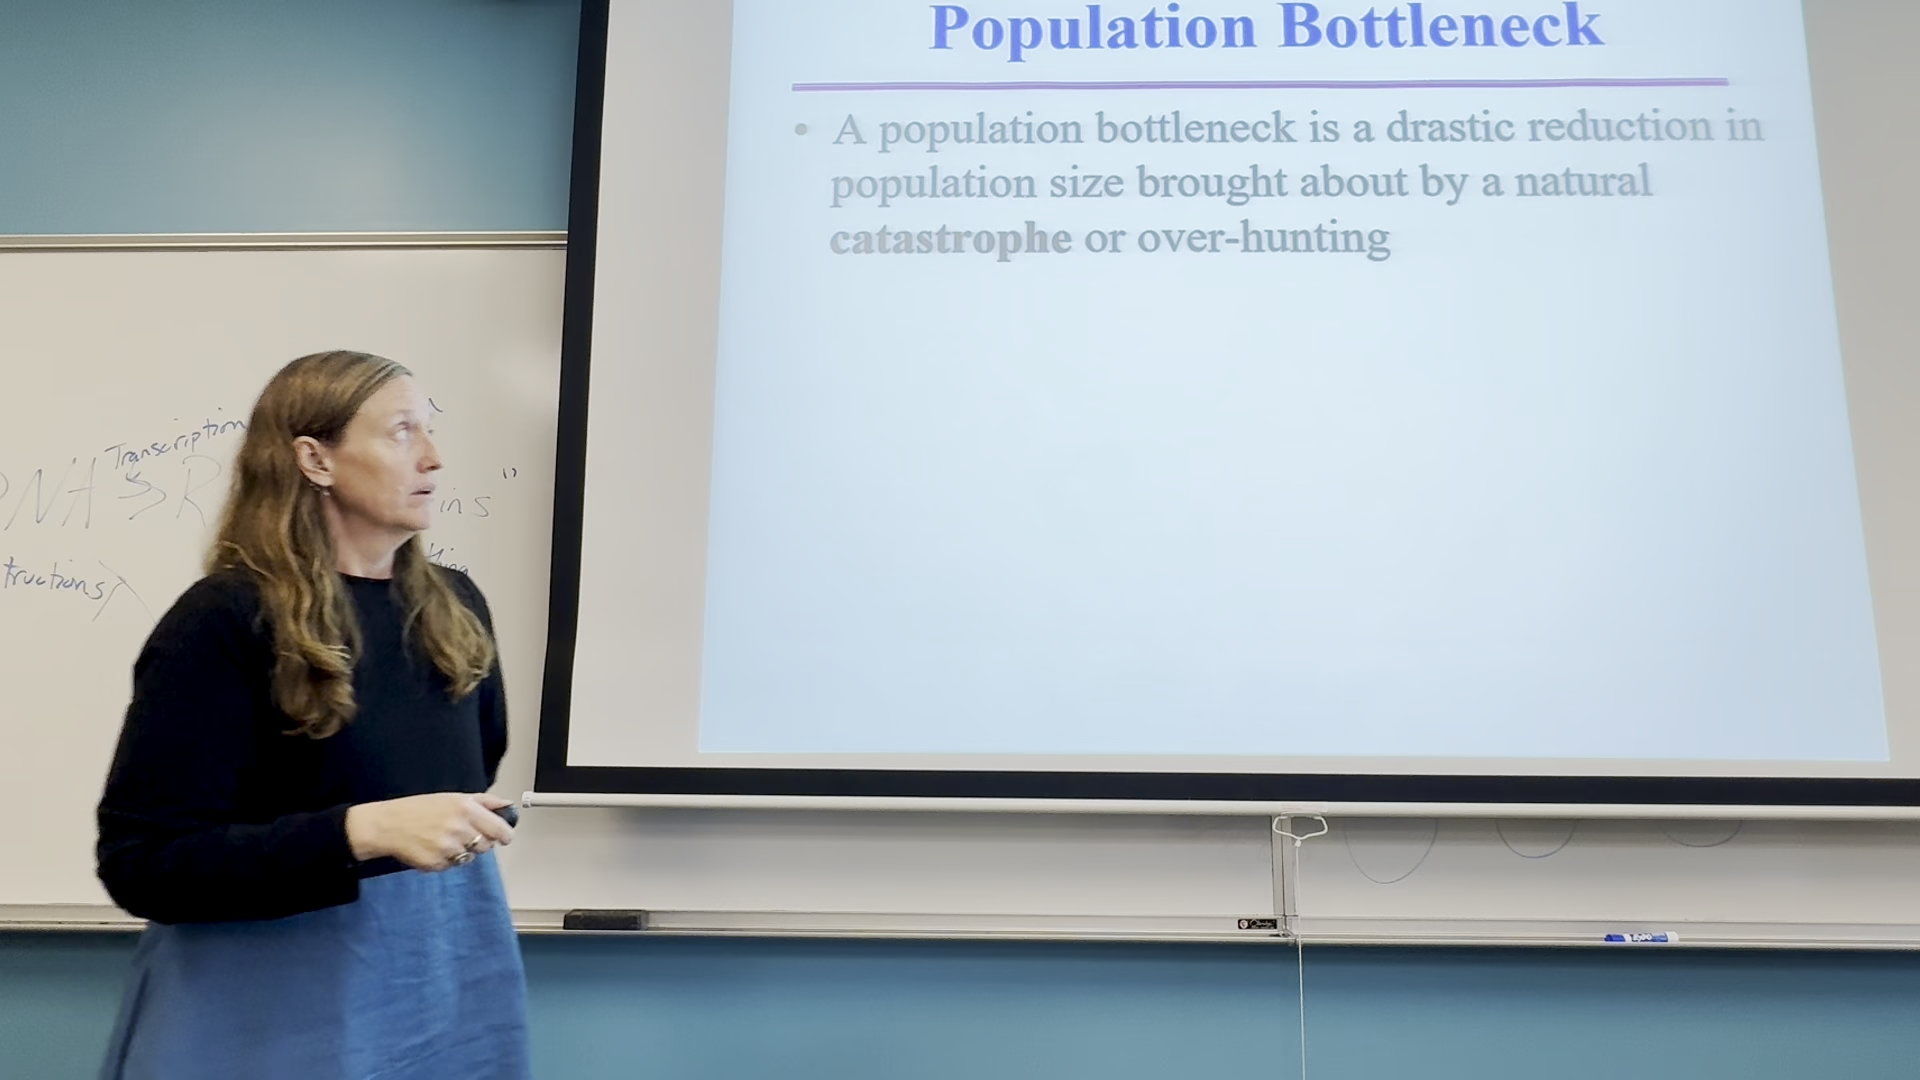 Population Bottleneck
• A population bottleneck is a drastic reduction in
population size brought about by a natural
catastrophe or over-hunting
Transcription